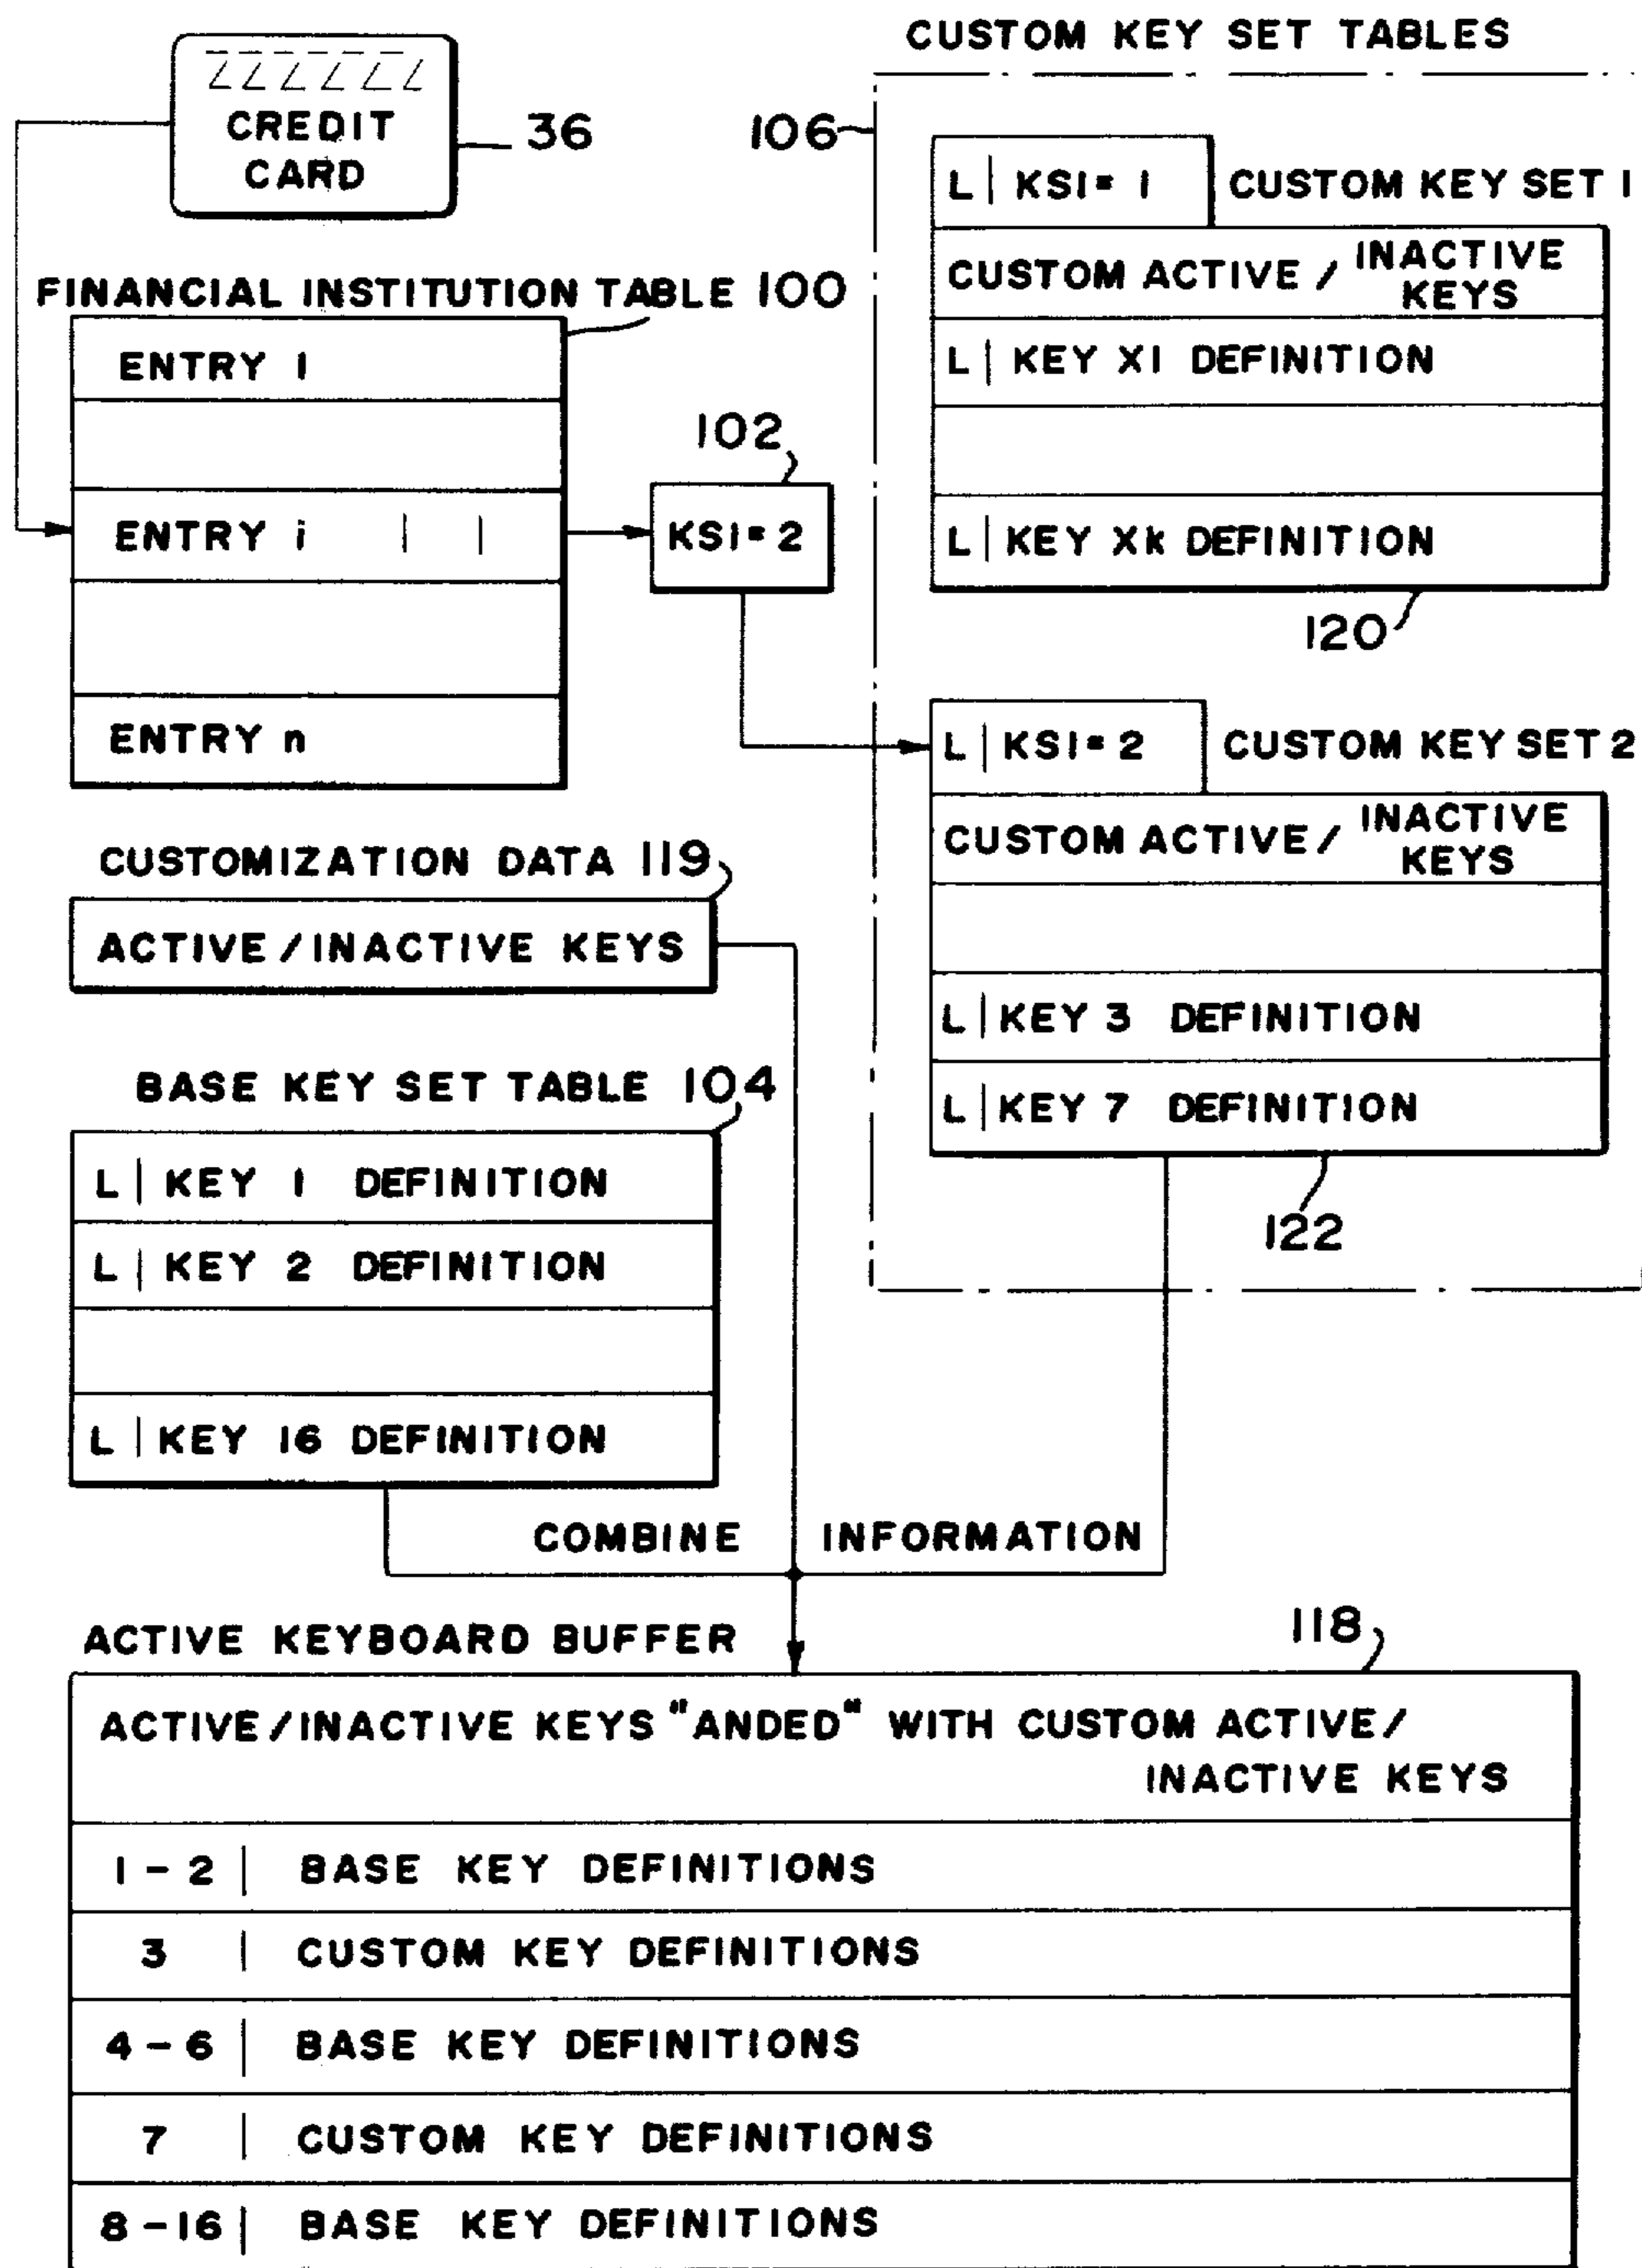 CREDIT
CARD
36
FINANCIAL INSTITUTION TABLE 100
ENTRY 1
ENTRY i
ENTRY n
102
KSI=2
CUSTOM KEY SET TABLES
106
L | KSI= 1
CUSTOM KEY SET 1
CUSTOM ACTIVE / INACTIVE
KEYS
L | KEY X1 DEFINITION
L | KEY Xk DEFINITION
120
L | KSI=2
CUSTOM KEY SET 2
CUSTOM ACTIVE / INACTIVE
KEYS
L | KEY 3 DEFINITION
L | KEY 7 DEFINITION
122
CUSTOMIZATION DATA 119
ACTIVE/INACTIVE KEYS
BASE KEY SET TABLE 104
L | KEY 1 DEFINITION
L | KEY 2 DEFINITION
L | KEY 16 DEFINITION
COMBINE INFORMATION
ACTIVE KEYBOARD BUFFER
118
ACTIVE/INACTIVE KEYS "ANDED" WITH CUSTOM ACTIVE/
INACTIVE KEYS
1-2 | BASE KEY DEFINITIONS
3 | CUSTOM KEY DEFINITIONS
4-6 | BASE KEY DEFINITIONS
7 | CUSTOM KEY DEFINITIONS
8-16 | BASE KEY DEFINITIONS